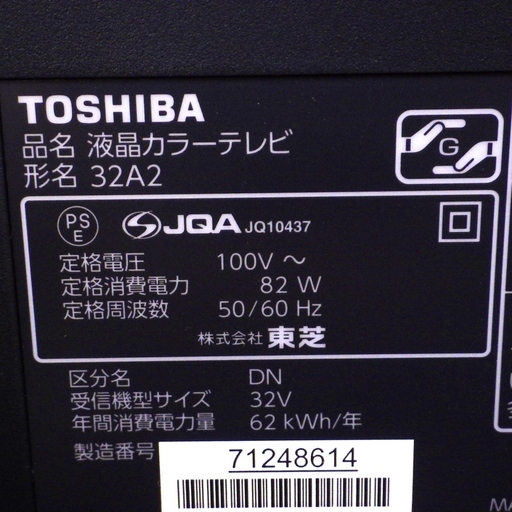 TOSHIBA
品名 液晶カラーテレビ
形名 32A2
G
PS
E
JQA JQ10437
定格電圧 100V ～
定格消費電力 82 W
定格周波数 50/60 Hz
株式会社 東芝
区分名 DN
受信機型サイズ 32V
年間消費電力量 62 kWh/年
製造番号 71248614
MA